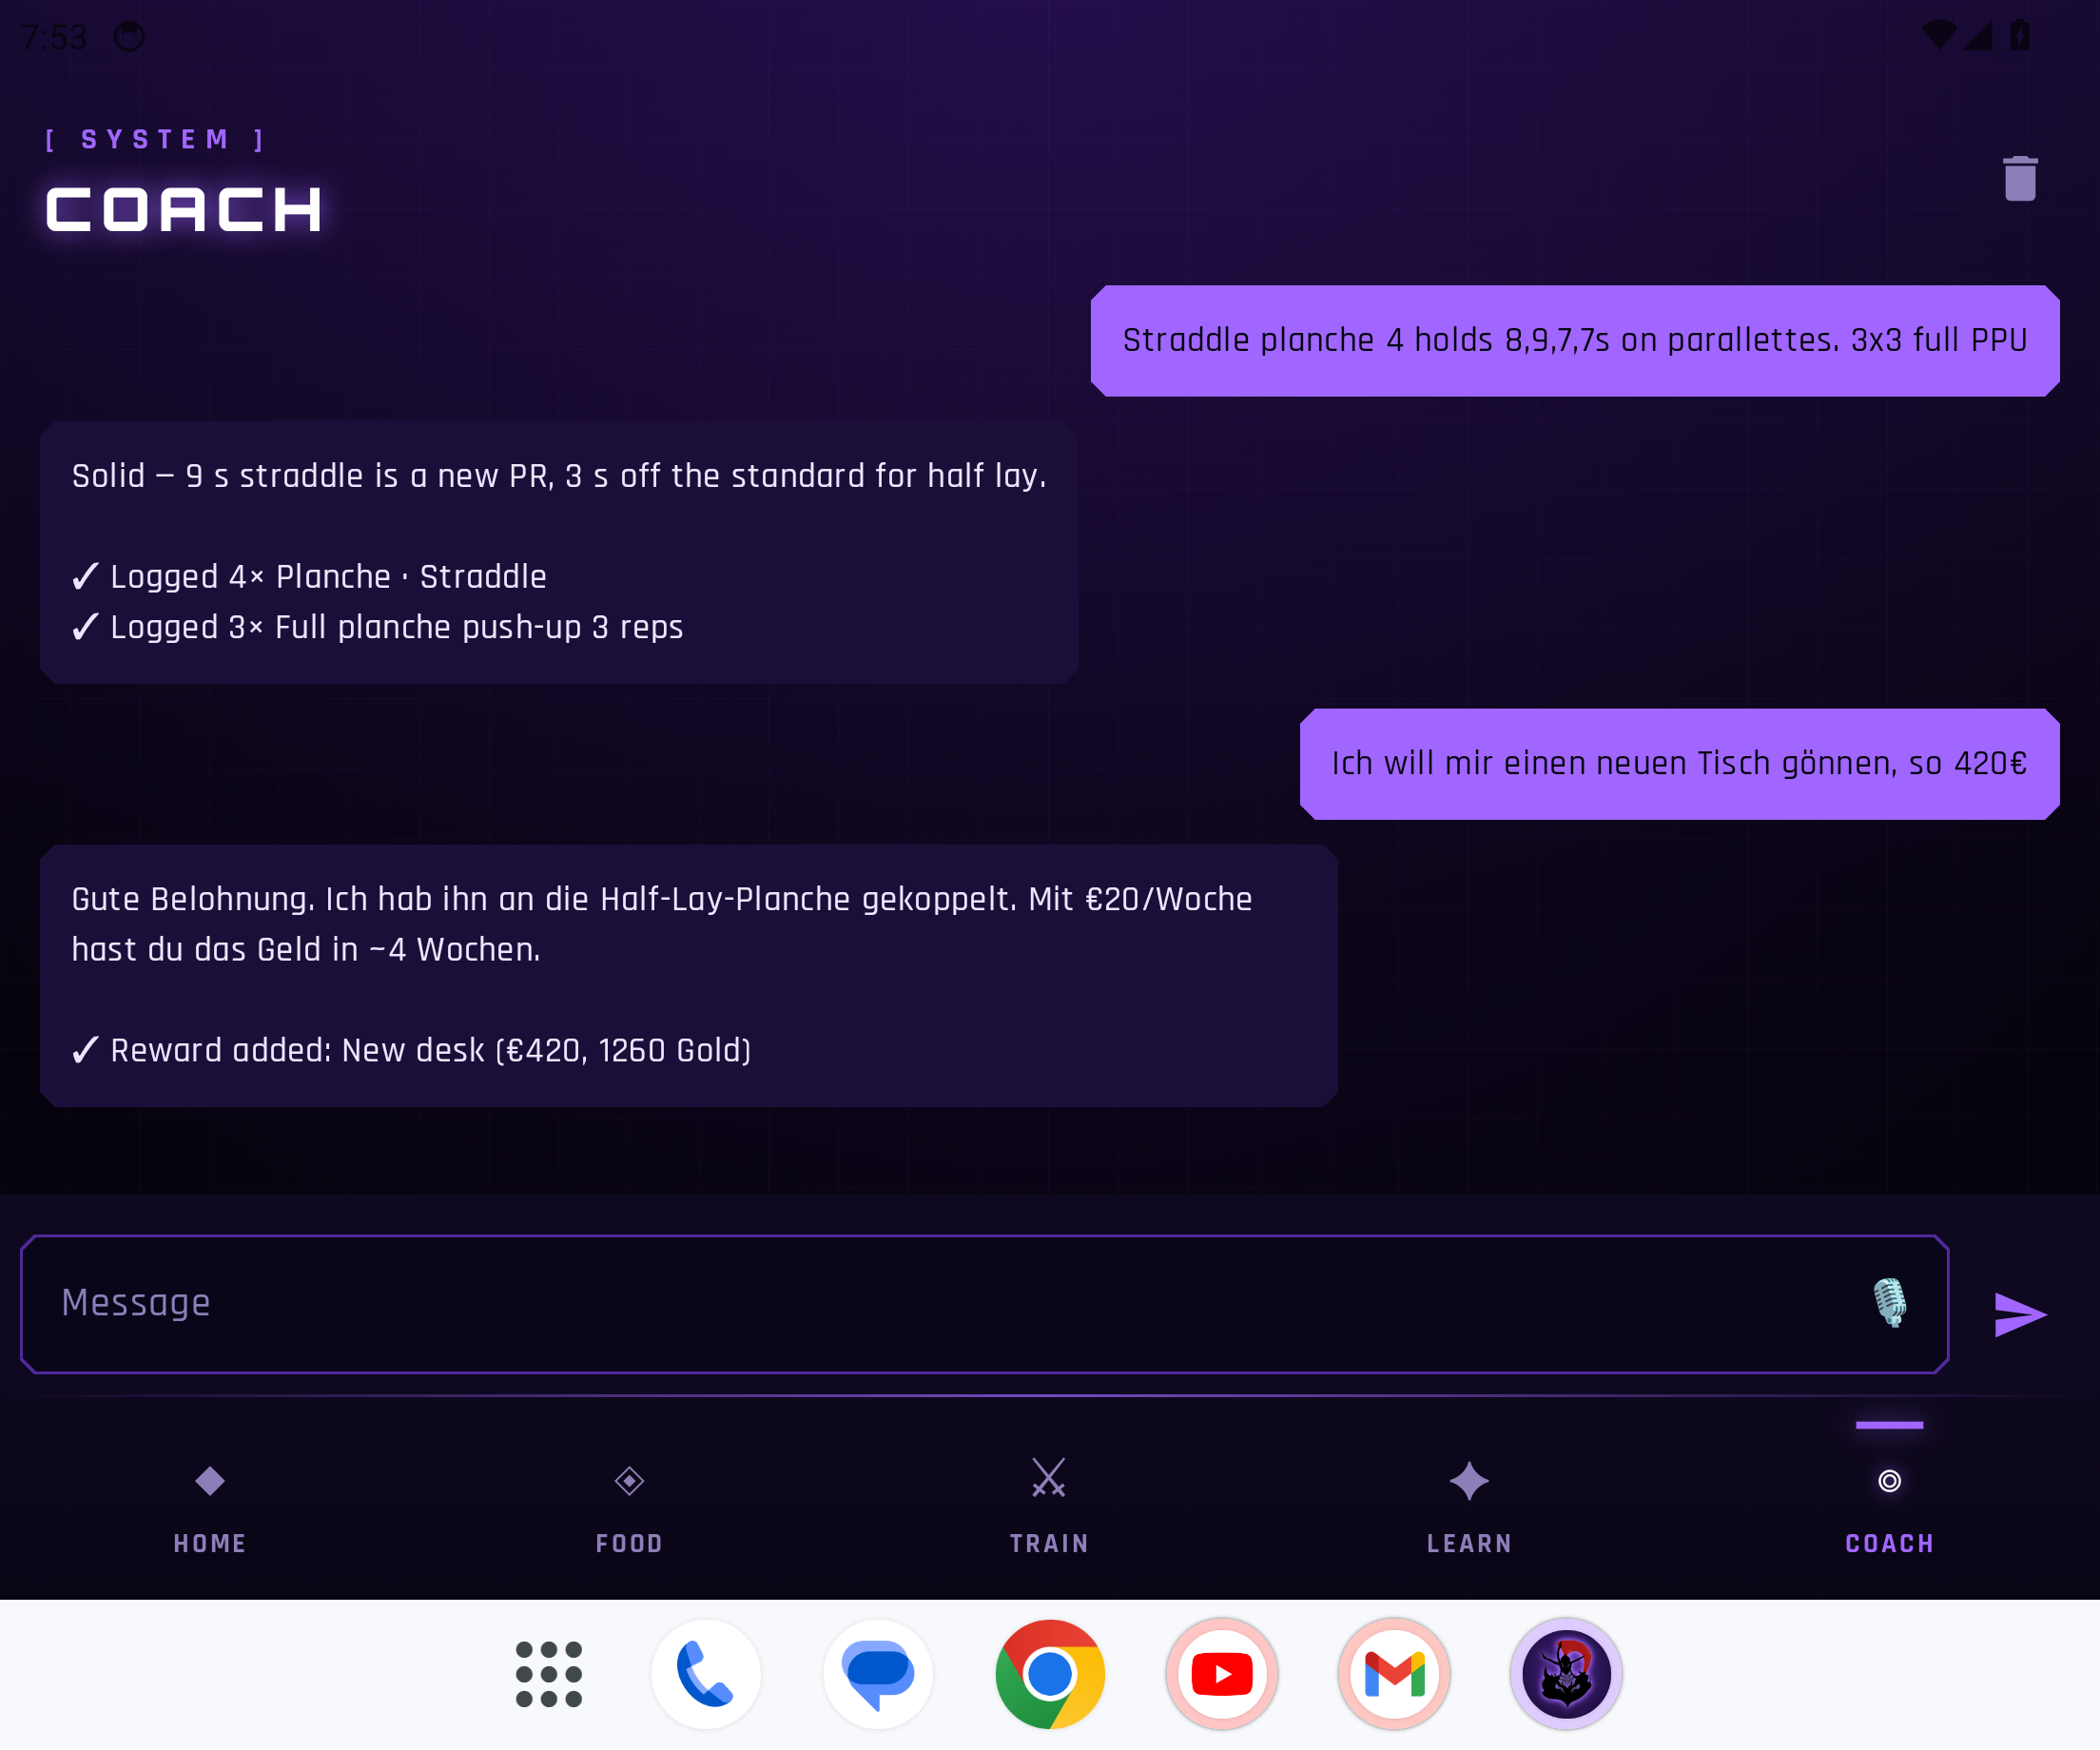 7:53
[ SYSTEM ]
COACH
Straddle planche 4 holds 8,9,7,7s on parallettes. 3x3 full PPU
Solid – 9 s straddle is a new PR, 3 s off the standard for half lay.
✓ Logged 4× Planche · Straddle
✓ Logged 3× Full planche push-up 3 reps
Ich will mir einen neuen Tisch gönnen, so 420€
Gute Belohnung. Ich hab ihn an die Half-Lay-Planche gekoppelt. Mit €20/Woche
hast du das Geld in ~4 Wochen.
✓ Reward added: New desk (€420, 1260 Gold)
Message
HOME
FOOD
TRAIN
LEARN
COACH